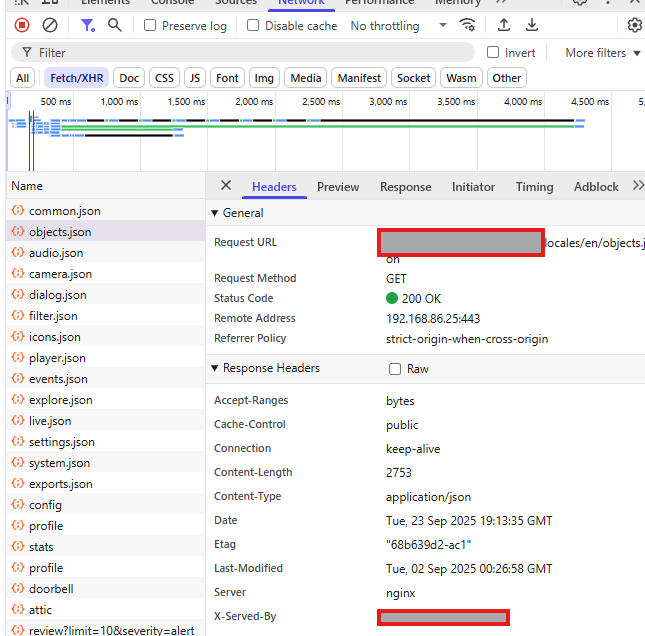 Elements Console Sources Network Performance Memory
Preserve log Disable cache No throttling
Filter Invert More filters
All Fetch/XHR Doc CSS JS Font Img Media Manifest Socket Wasm Other
500 ms 1,000 ms 1,500 ms 2,000 ms 2,500 ms 3,000 ms 3,500 ms 4,000 ms 4,500 ms 5,
Name
× Headers Preview Response Initiator Timing Adblock »
common.json
objects.json
audio.json
camera.json
dialog.json
filter.json
icons.json
player.json
events.json
explore.json
live.json
settings.json
system.json
exports.json
config
profile
stats
profile
doorbell
attic
review?limit=10&severity=alert
▼ General
Request URL
locales/en/objects.j
on
Request Method GET
Status Code 200 OK
Remote Address 192.168.86.25:443
Referrer Policy strict-origin-when-cross-origin
▼ Response Headers Raw
Accept-Ranges bytes
Cache-Control public
Connection keep-alive
Content-Length 2753
Content-Type application/json
Date Tue, 23 Sep 2025 19:13:35 GMT
Etag "68b639d2-ac1"
Last-Modified Tue, 02 Sep 2025 00:26:58 GMT
Server nginx
X-Served-By